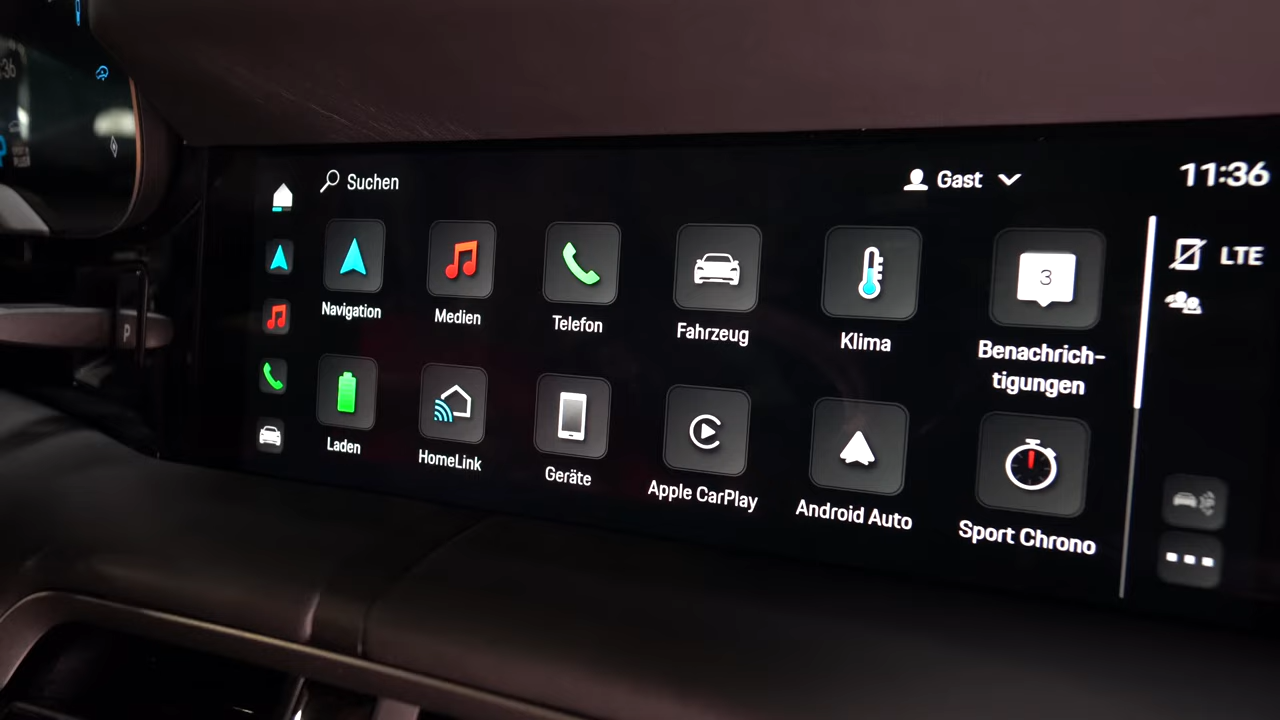 :36
P
Suchen
Gast
11:36
LTE
Navigation
Medien
Telefon
Fahrzeug
Klima
3
Benachrich-
tigungen
Laden
HomeLink
Geräte
Apple CarPlay
Android Auto
Sport Chrono